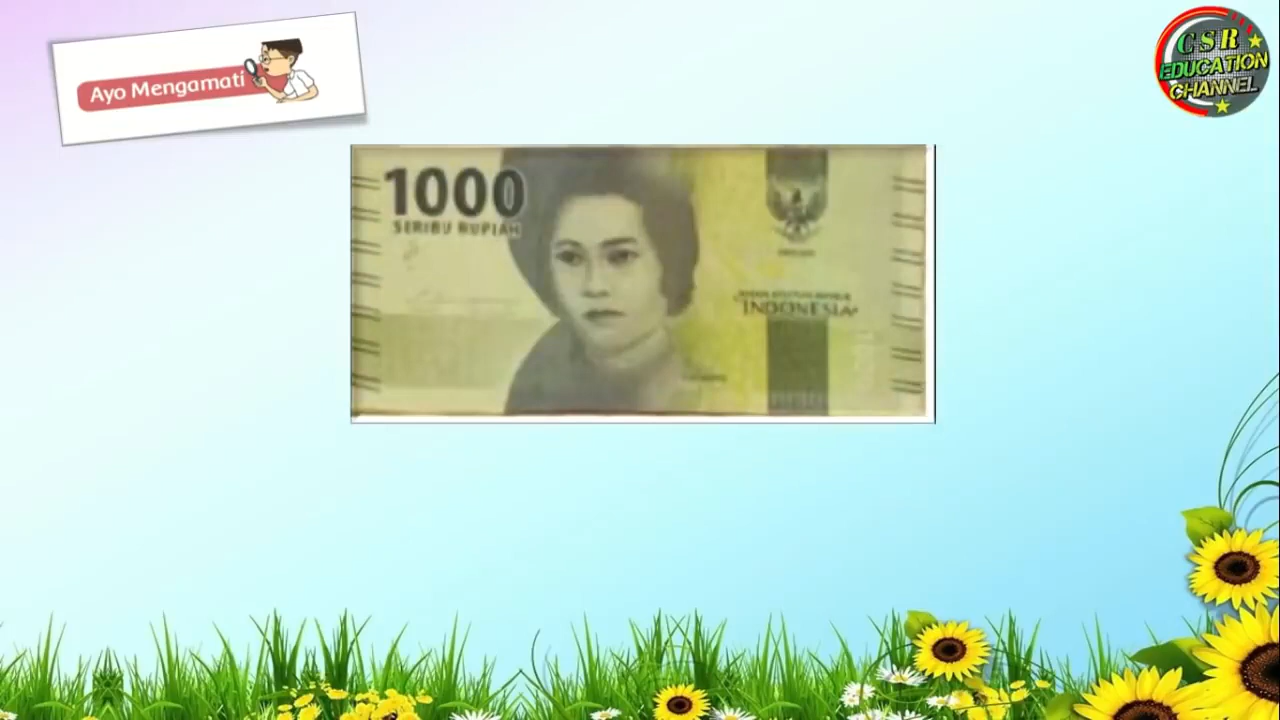 Ayo Mengamati
CSR
EDUCATION
CHANNEL
1000
SERIBU RUPIAH
INDONESIA